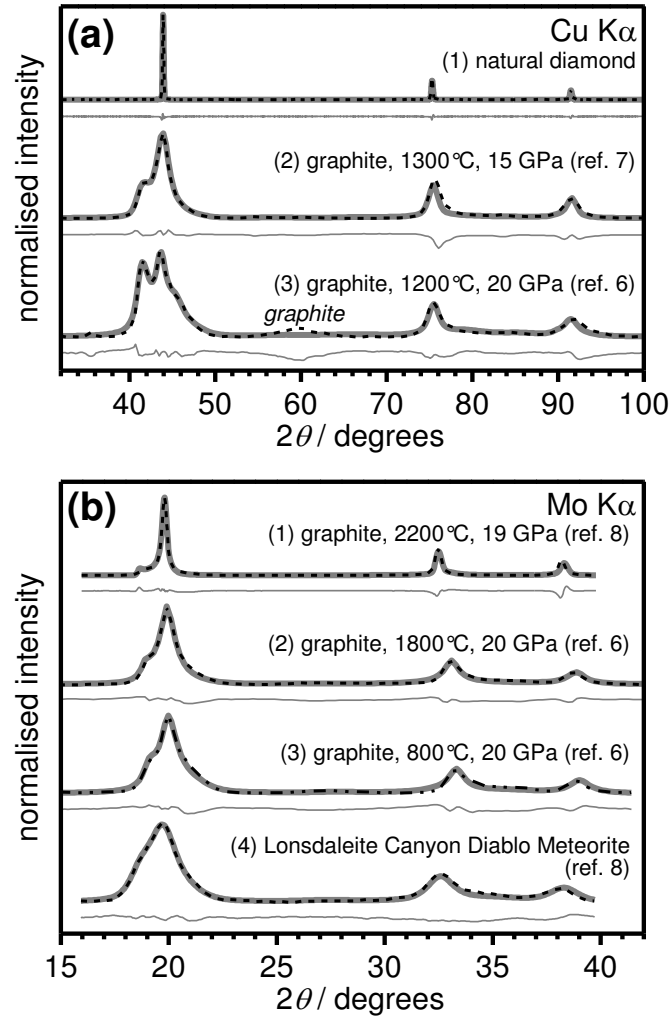 (a)
Cu Kα
(1) natural diamond
(2) graphite, 1300°C, 15 GPa (ref. 7)
(3) graphite, 1200°C, 20 GPa (ref. 6)
graphite
normalised intensity
40 50 60 70 80 90 100
2θ / degrees
(b)
Mo Kα
(1) graphite, 2200°C, 19 GPa (ref. 8)
(2) graphite, 1800°C, 20 GPa (ref. 6)
(3) graphite, 800°C, 20 GPa (ref. 6)
(4) Lonsdaleite Canyon Diablo Meteorite
(ref. 8)
normalised intensity
15 20 25 30 35 40
2θ / degrees